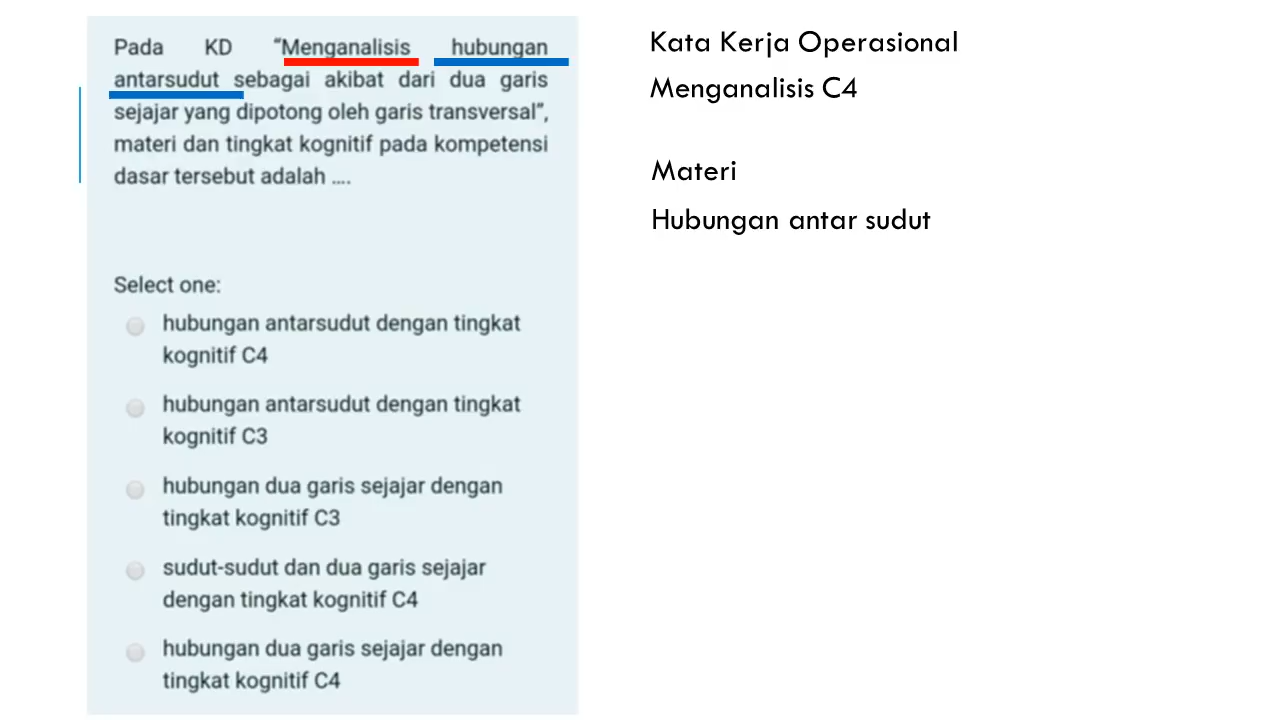 Pada KD “Menganalisis hubungan
antarsudut sebagai akibat dari dua garis
sejajar yang dipotong oleh garis transversal”,
materi dan tingkat kognitif pada kompetensi
dasar tersebut adalah ....
Select one:
hubungan antarsudut dengan tingkat
kognitif C4
hubungan antarsudut dengan tingkat
kognitif C3
hubungan dua garis sejajar dengan
tingkat kognitif C3
sudut-sudut dan dua garis sejajar
dengan tingkat kognitif C4
hubungan dua garis sejajar dengan
tingkat kognitif C4
Kata Kerja Operasional
Menganalisis C4
Materi
Hubungan antar sudut